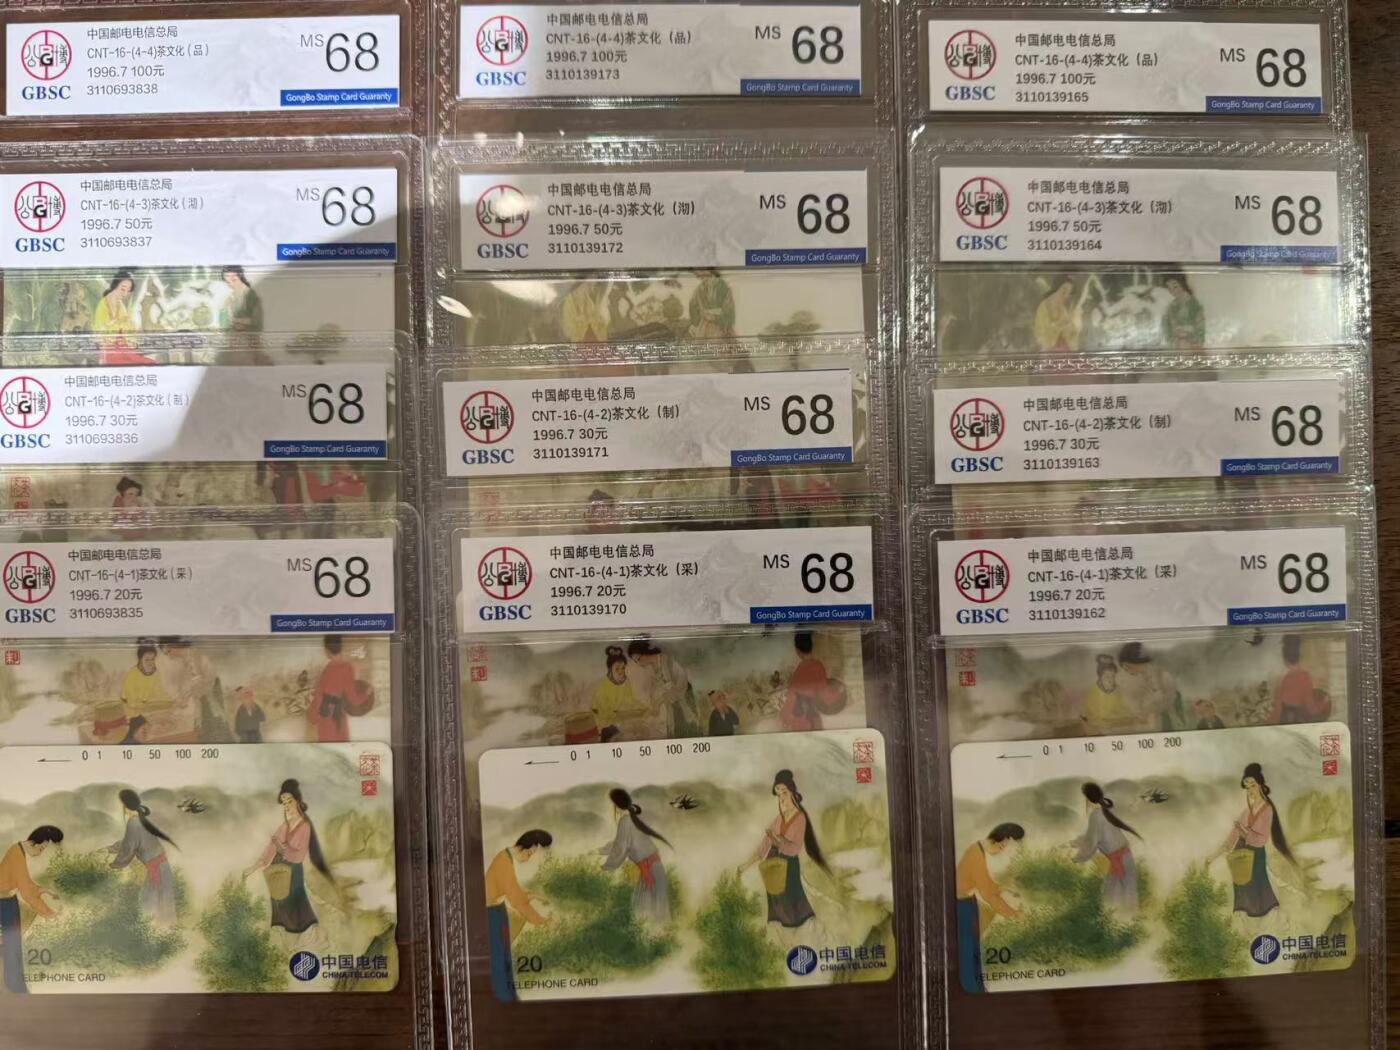 中国邮电电信总局
CNT-16-(4-4)茶文化(品)
1996.7 100元
3110693838
MS 68
GBSC
GongBo Stamp Card Guaranty
中国邮电电信总局
CNT-16-(4-4)茶文化(品)
1996.7 100元
3110139173
MS 68
GBSC
GongBo Stamp Card Guaranty
中国邮电电信总局
CNT-16-(4-4)茶文化(品)
1996.7 100元
3110139165
MS 68
GBSC
GongBo Stamp Card Guaranty
中国邮电电信总局
CNT-16-(4-3)茶文化(沏)
1996.7 50元
3110693837
MS 68
GBSC
GongBo Stamp Card Guaranty
中国邮电电信总局
CNT-16-(4-3)茶文化(沏)
1996.7 50元
3110139172
MS 68
GBSC
GongBo Stamp Card Guaranty
中国邮电电信总局
CNT-16-(4-3)茶文化(沏)
1996.7 50元
3110139164
MS 68
GBSC
GongBo Stamp Card Guaranty
中国邮电电信总局
CNT-16-(4-2)茶文化(制)
1996.7 30元
3110693836
MS 68
GBSC
GongBo Stamp Card Guaranty
中国邮电电信总局
CNT-16-(4-2)茶文化(制)
1996.7 30元
3110139171
MS 68
GBSC
GongBo Stamp Card Guaranty
中国邮电电信总局
CNT-16-(4-2)茶文化(制)
1996.7 30元
3110139163
MS 68
GBSC
GongBo Stamp Card Guaranty
中国邮电电信总局
CNT-16-(4-1)茶文化(采)
1996.7 20元
3110693835
MS 68
GBSC
GongBo Stamp Card Guaranty
中国邮电电信总局
CNT-16-(4-1)茶文化(采)
1996.7 20元
3110139170
MS 68
GBSC
GongBo Stamp Card Guaranty
中国邮电电信总局
CNT-16-(4-1)茶文化(采)
1996.7 20元
3110139162
MS 68
GBSC
GongBo Stamp Card Guaranty
0 1 10 50 100 200
20
TELEPHONE CARD
中国电信
CHINA TELECOM
0 1 10 50 100 200
20
TELEPHONE CARD
中国电信
CHINA TELECOM
0 1 10 50 100 200
20
TELEPHONE CARD
中国电信
CHINA TELECOM